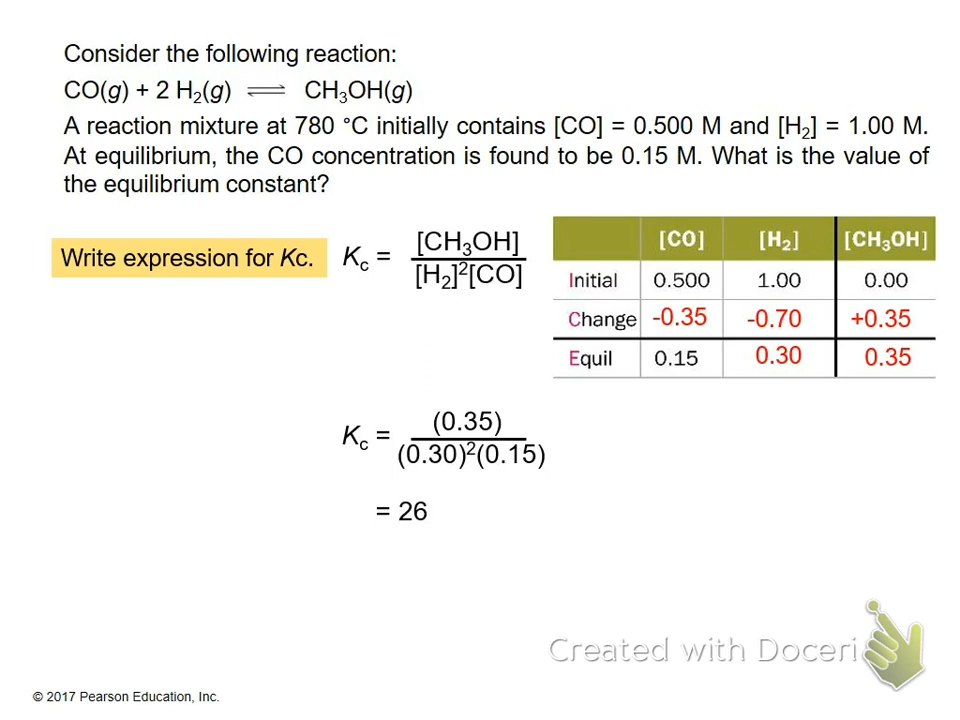 Consider the following reaction:
CO(g) + 2 H₂(g) ⇌ CH₃OH(g)
A reaction mixture at 780 °C initially contains [CO] = 0.500 M and [H₂] = 1.00 M.
At equilibrium, the CO concentration is found to be 0.15 M. What is the value of
the equilibrium constant?
Write expression for Kc.
K_c = [CH₃OH] / [H₂]²[CO]
[CO] [H₂] [CH₃OH]
Initial 0.500 1.00 0.00
Change -0.35 -0.70 +0.35
Equil 0.15 0.30 0.35
K_c = (0.35) / (0.30)²(0.15)
= 26
Created with Doceri
© 2017 Pearson Education, Inc.